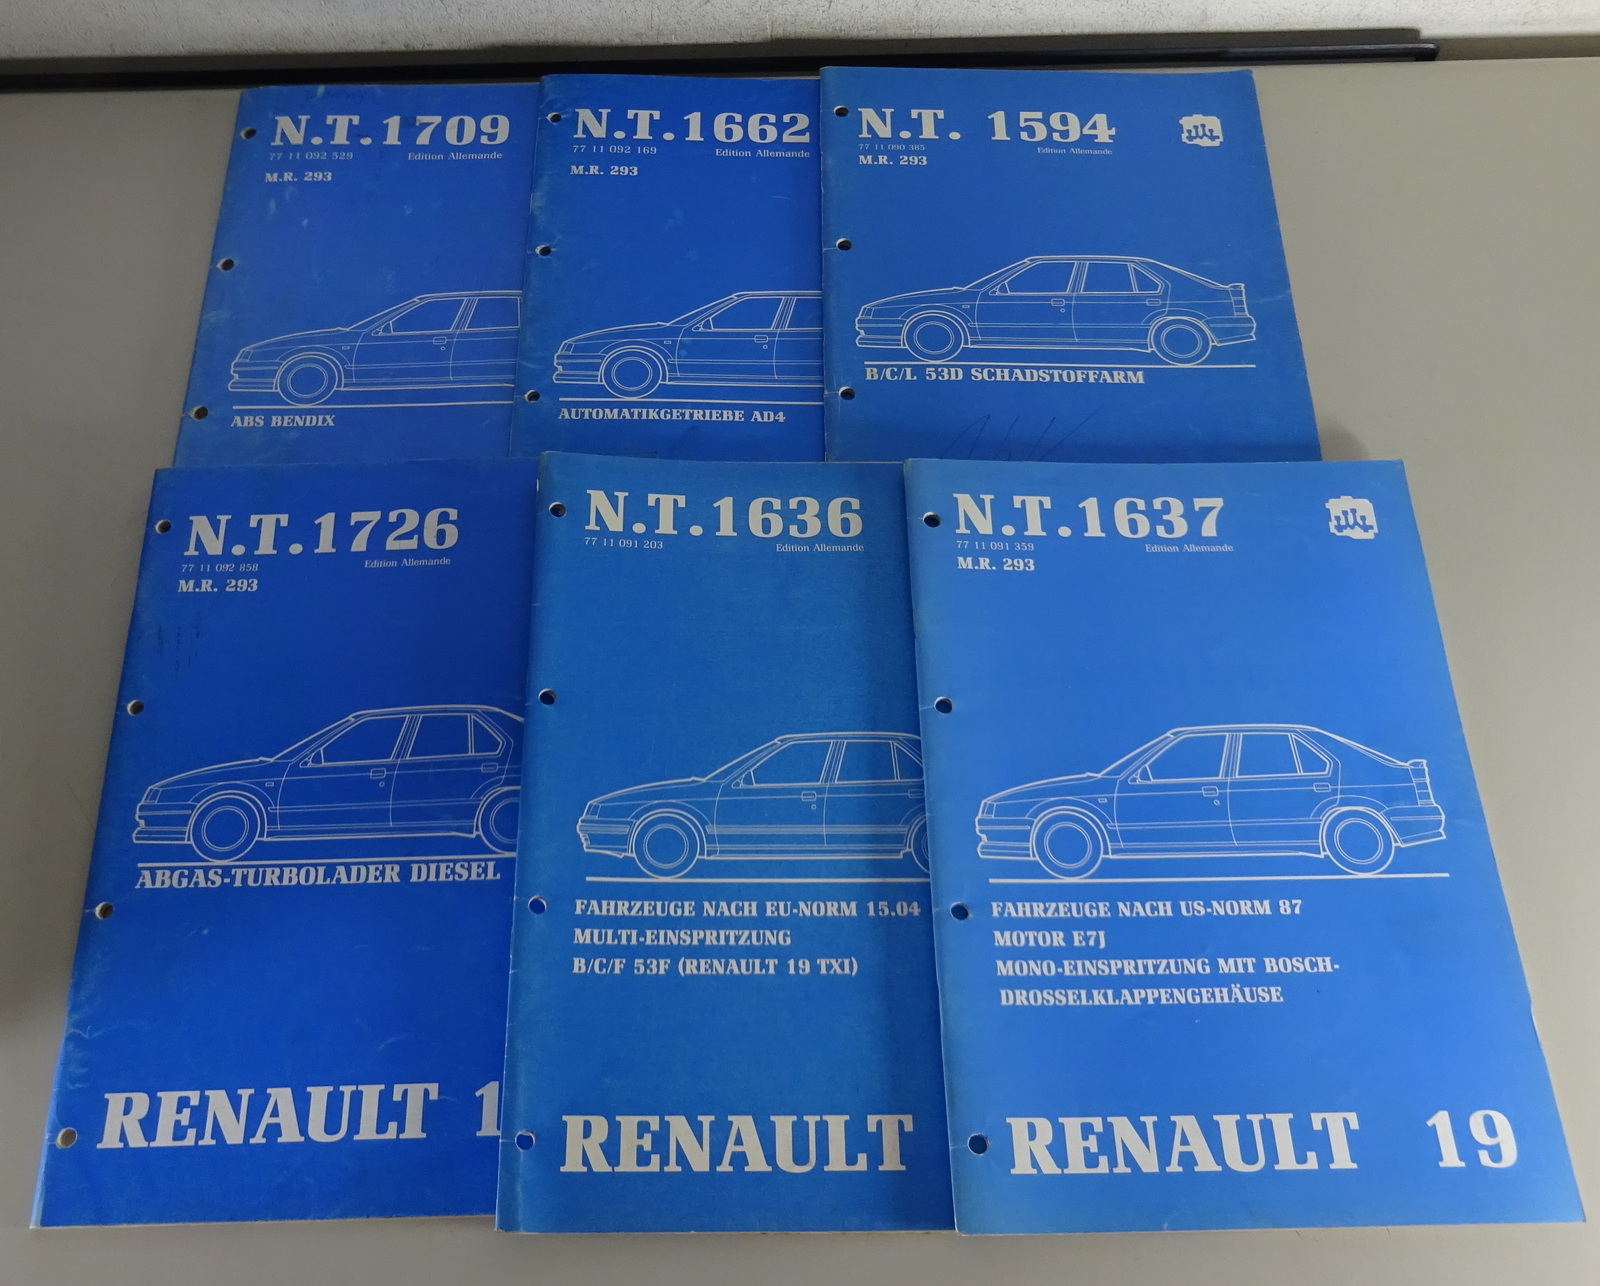 N.T.1709
77 11 092 529 Edition Allemande
M.R. 293
ABS BENDIX
N.T.1662
77 11 092 169 Edition Allemande
M.R. 293
AUTOMATIKGETRIEBE AD4
N.T. 1594
77 11 090 385 Edition Allemande
M.R. 293
B/C/L 53D SCHADSTOFFARM
N.T.1726
77 11 092 858 Edition Allemande
M.R. 293
ABGAS-TURBOLADER DIESEL
RENAULT 1
N.T.1636
77 11 091 203 Edition Allemande
FAHRZEUGE NACH EU-NORM 15.04
MULTI-EINSPRITZUNG
B/C/F 53F (RENAULT 19 TXI)
RENAULT
N.T.1637
77 11 091 359 Edition Allemande
M.R. 293
FAHRZEUGE NACH US-NORM 87
MOTOR E7J
MONO-EINSPRITZUNG MIT BOSCH-
DROSSELKLAPPENGEHÄUSE
RENAULT 19